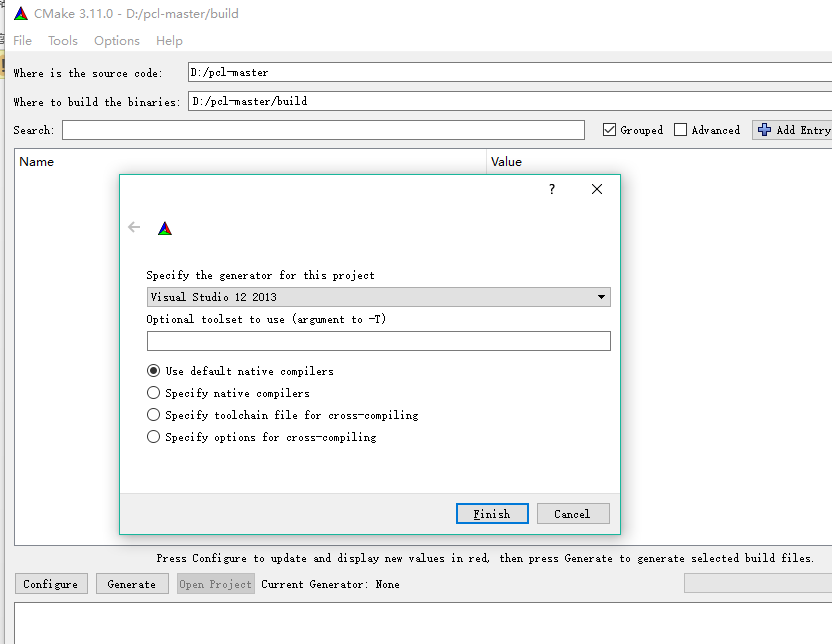 CMake 3.11.0 - D:/pcl-master/build
File Tools Options Help
Where is the source code: D:/pcl-master
Where to build the binaries: D:/pcl-master/build
Search: Grouped Advanced Add Entry
Name Value
?
Specify the generator for this project
Visual Studio 12 2013
Optional toolset to use (argument to -T)
Use default native compilers
Specify native compilers
Specify toolchain file for cross-compiling
Specify options for cross-compiling
Finish Cancel
Press Configure to update and display new values in red, then press Generate to generate selected build files.
Configure Generate Open Project Current Generator: None